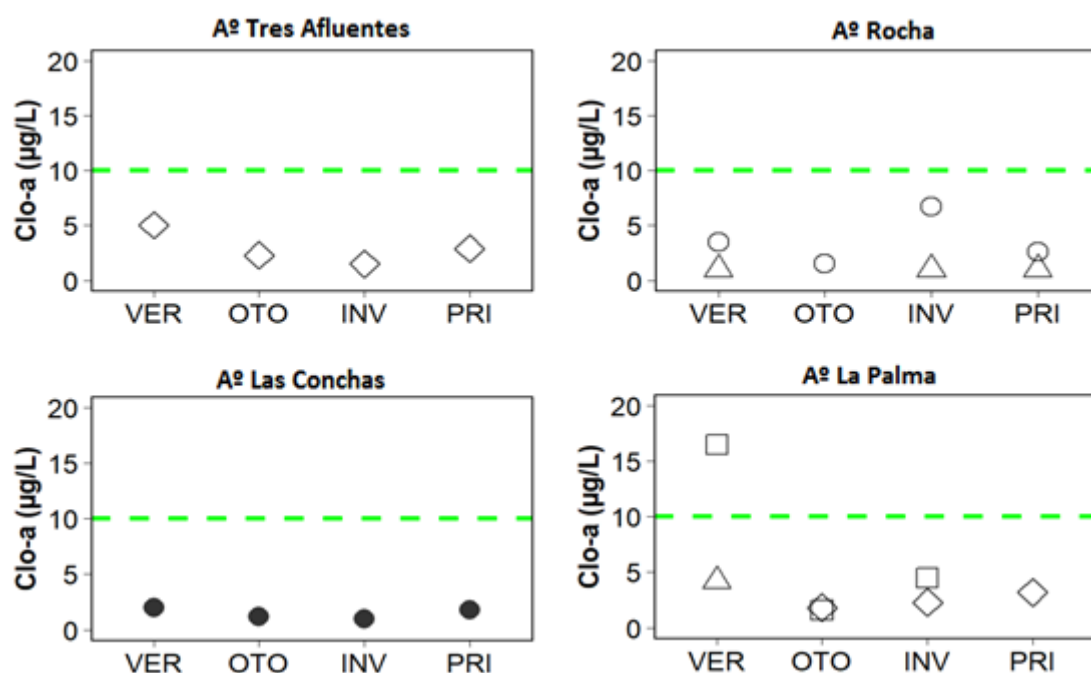 Aº Tres Afluentes
20
15
10
5
0
Clo-a (µg/L)
VER OTO INV PRI
Aº Rocha
20
15
10
5
0
Clo-a (µg/L)
VER OTO INV PRI
Aº Las Conchas
20
15
10
5
0
Clo-a (µg/L)
VER OTO INV PRI
Aº La Palma
20
15
10
5
0
Clo-a (µg/L)
VER OTO INV PRI